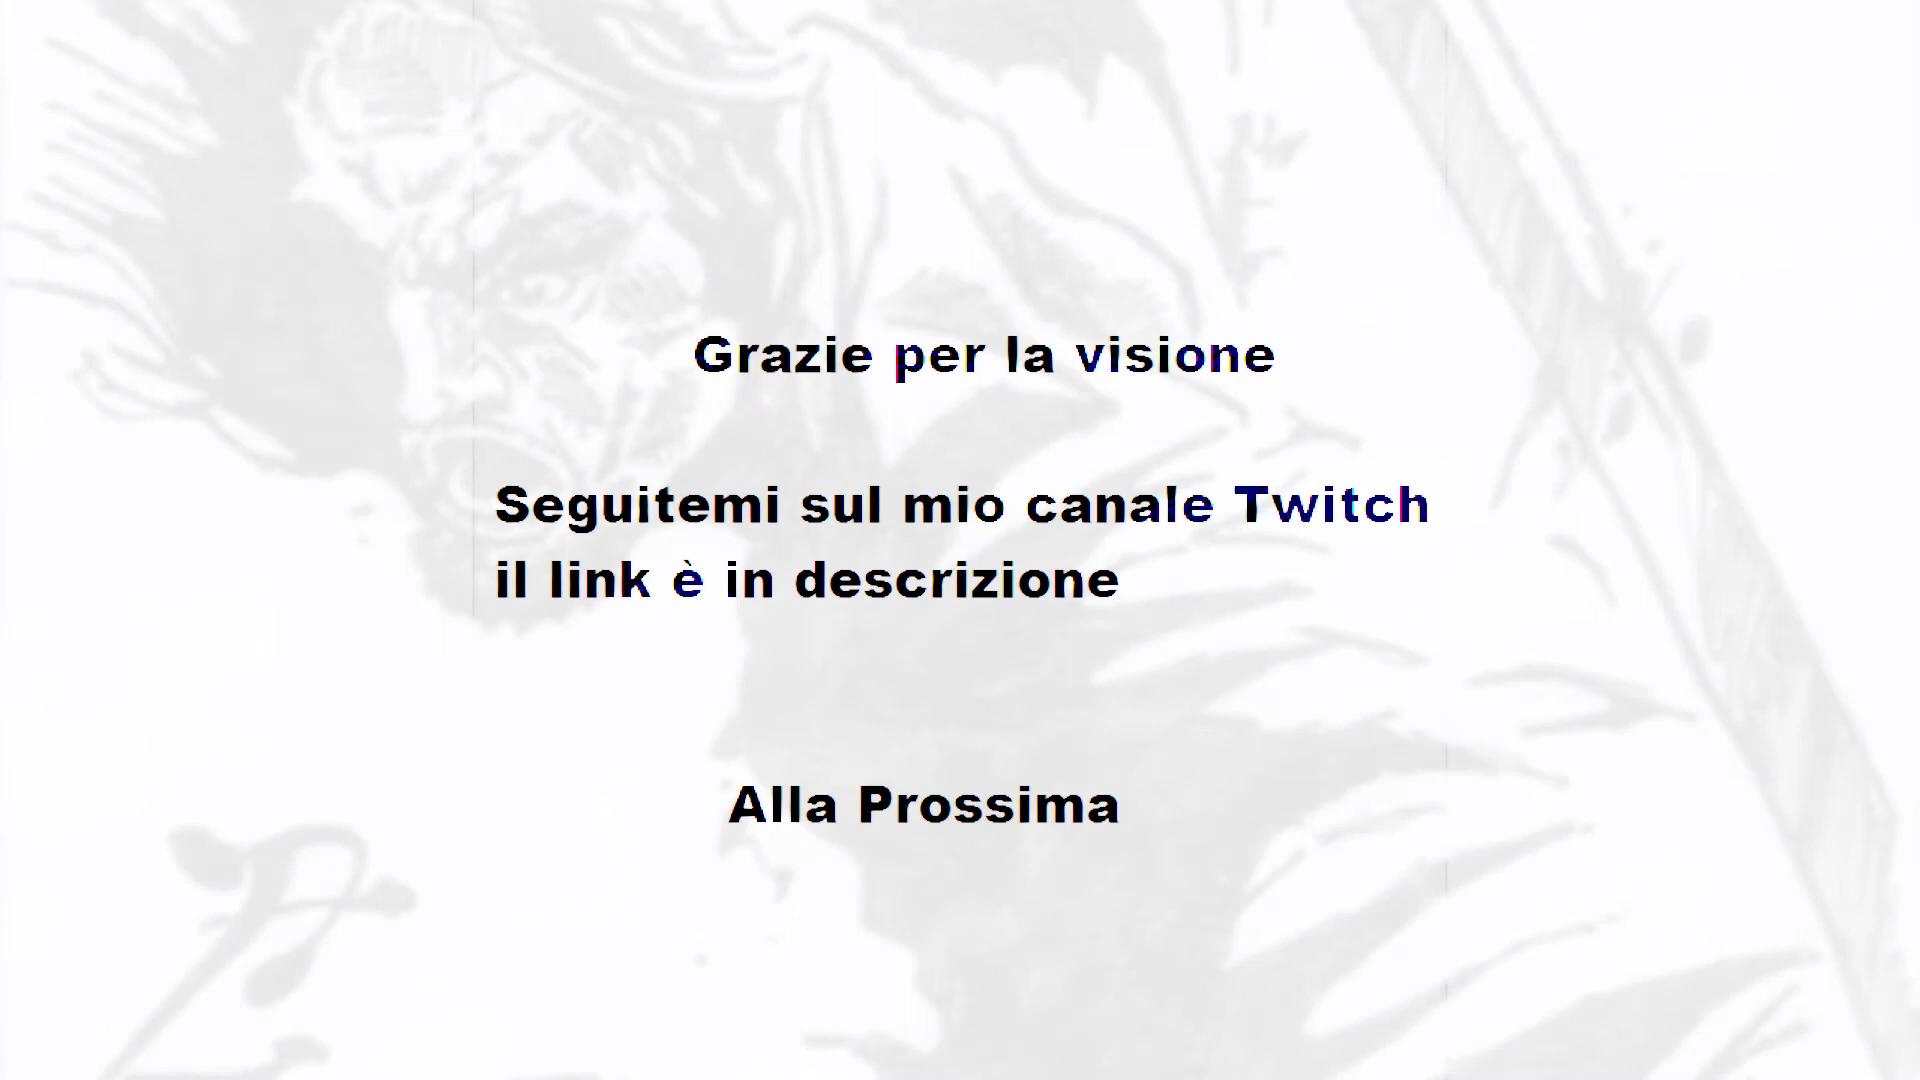 Grazie per la visione
Seguitemi sul mio canale Twitch
il link è in descrizione
Alla Prossima